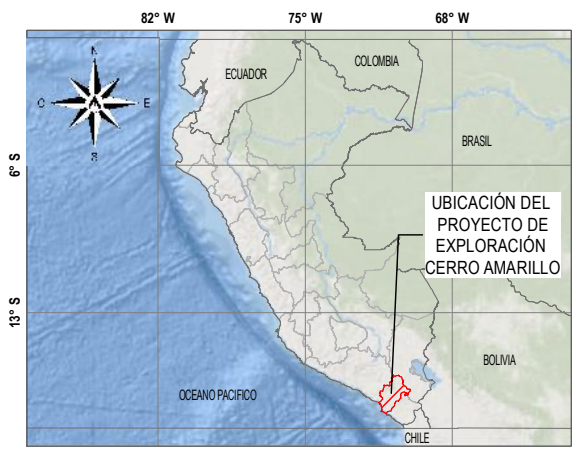 82° W
75° W
68° W
N
O
E
S
ECUADOR
COLOMBIA
BRASIL
6° S
UBICACIÓN DEL
PROYECTO DE
EXPLORACIÓN
CERRO AMARILLO
13° S
BOLIVIA
OCEANO PACIFICO
CHILE